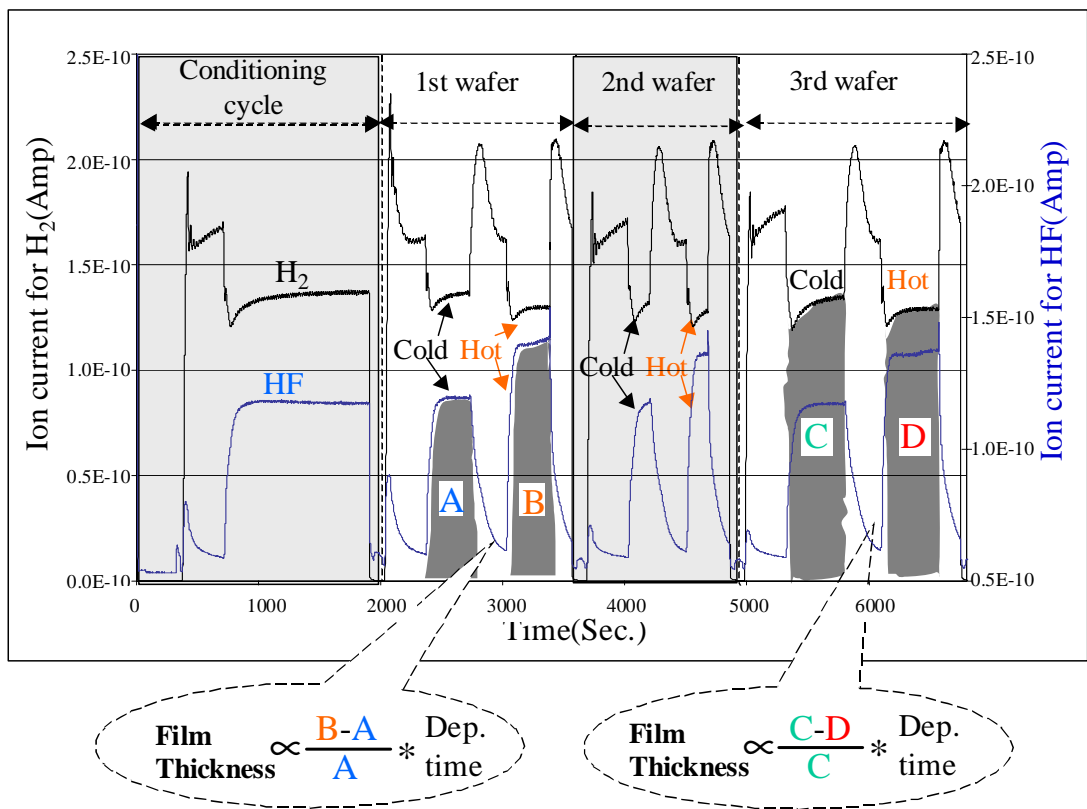 Conditioning
cycle
1st wafer
2nd wafer
3rd wafer
2.5E-10
2.0E-10
1.5E-10
1.0E-10
0.5E-10
0.0E-10
Ion current for H₂(Amp)
2.5E-10
2.0E-10
1.5E-10
1.0E-10
0.5E-10
Ion current for HF(Amp)
H₂
HF
Cold
Hot
A
B
Cold
Hot
Cold
Hot
C
D
0
1000
2000
3000
4000
5000
6000
Time(Sec.)
Film
Thickness ∝ B-A / A * Dep.
time
Film
Thickness ∝ C-D / C * Dep.
time